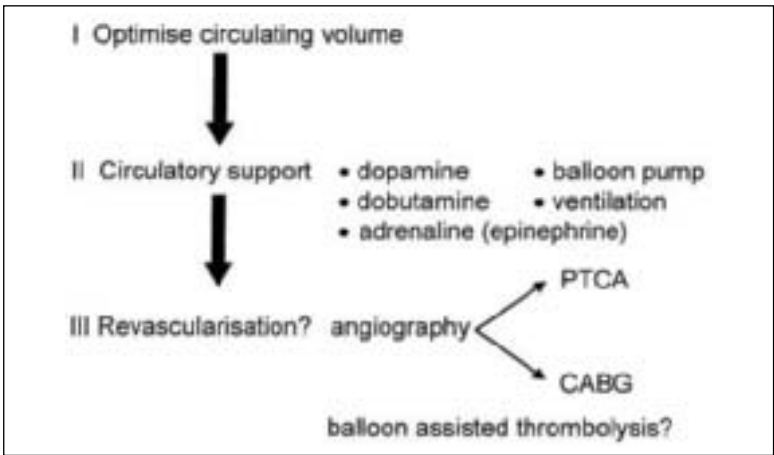 I Optimise circulating volume
II Circulatory support • dopamine • balloon pump
• dobutamine • ventilation
• adrenaline (epinephrine)
PTCA
III Revascularisation? angiography
CABG
balloon assisted thrombolysis?